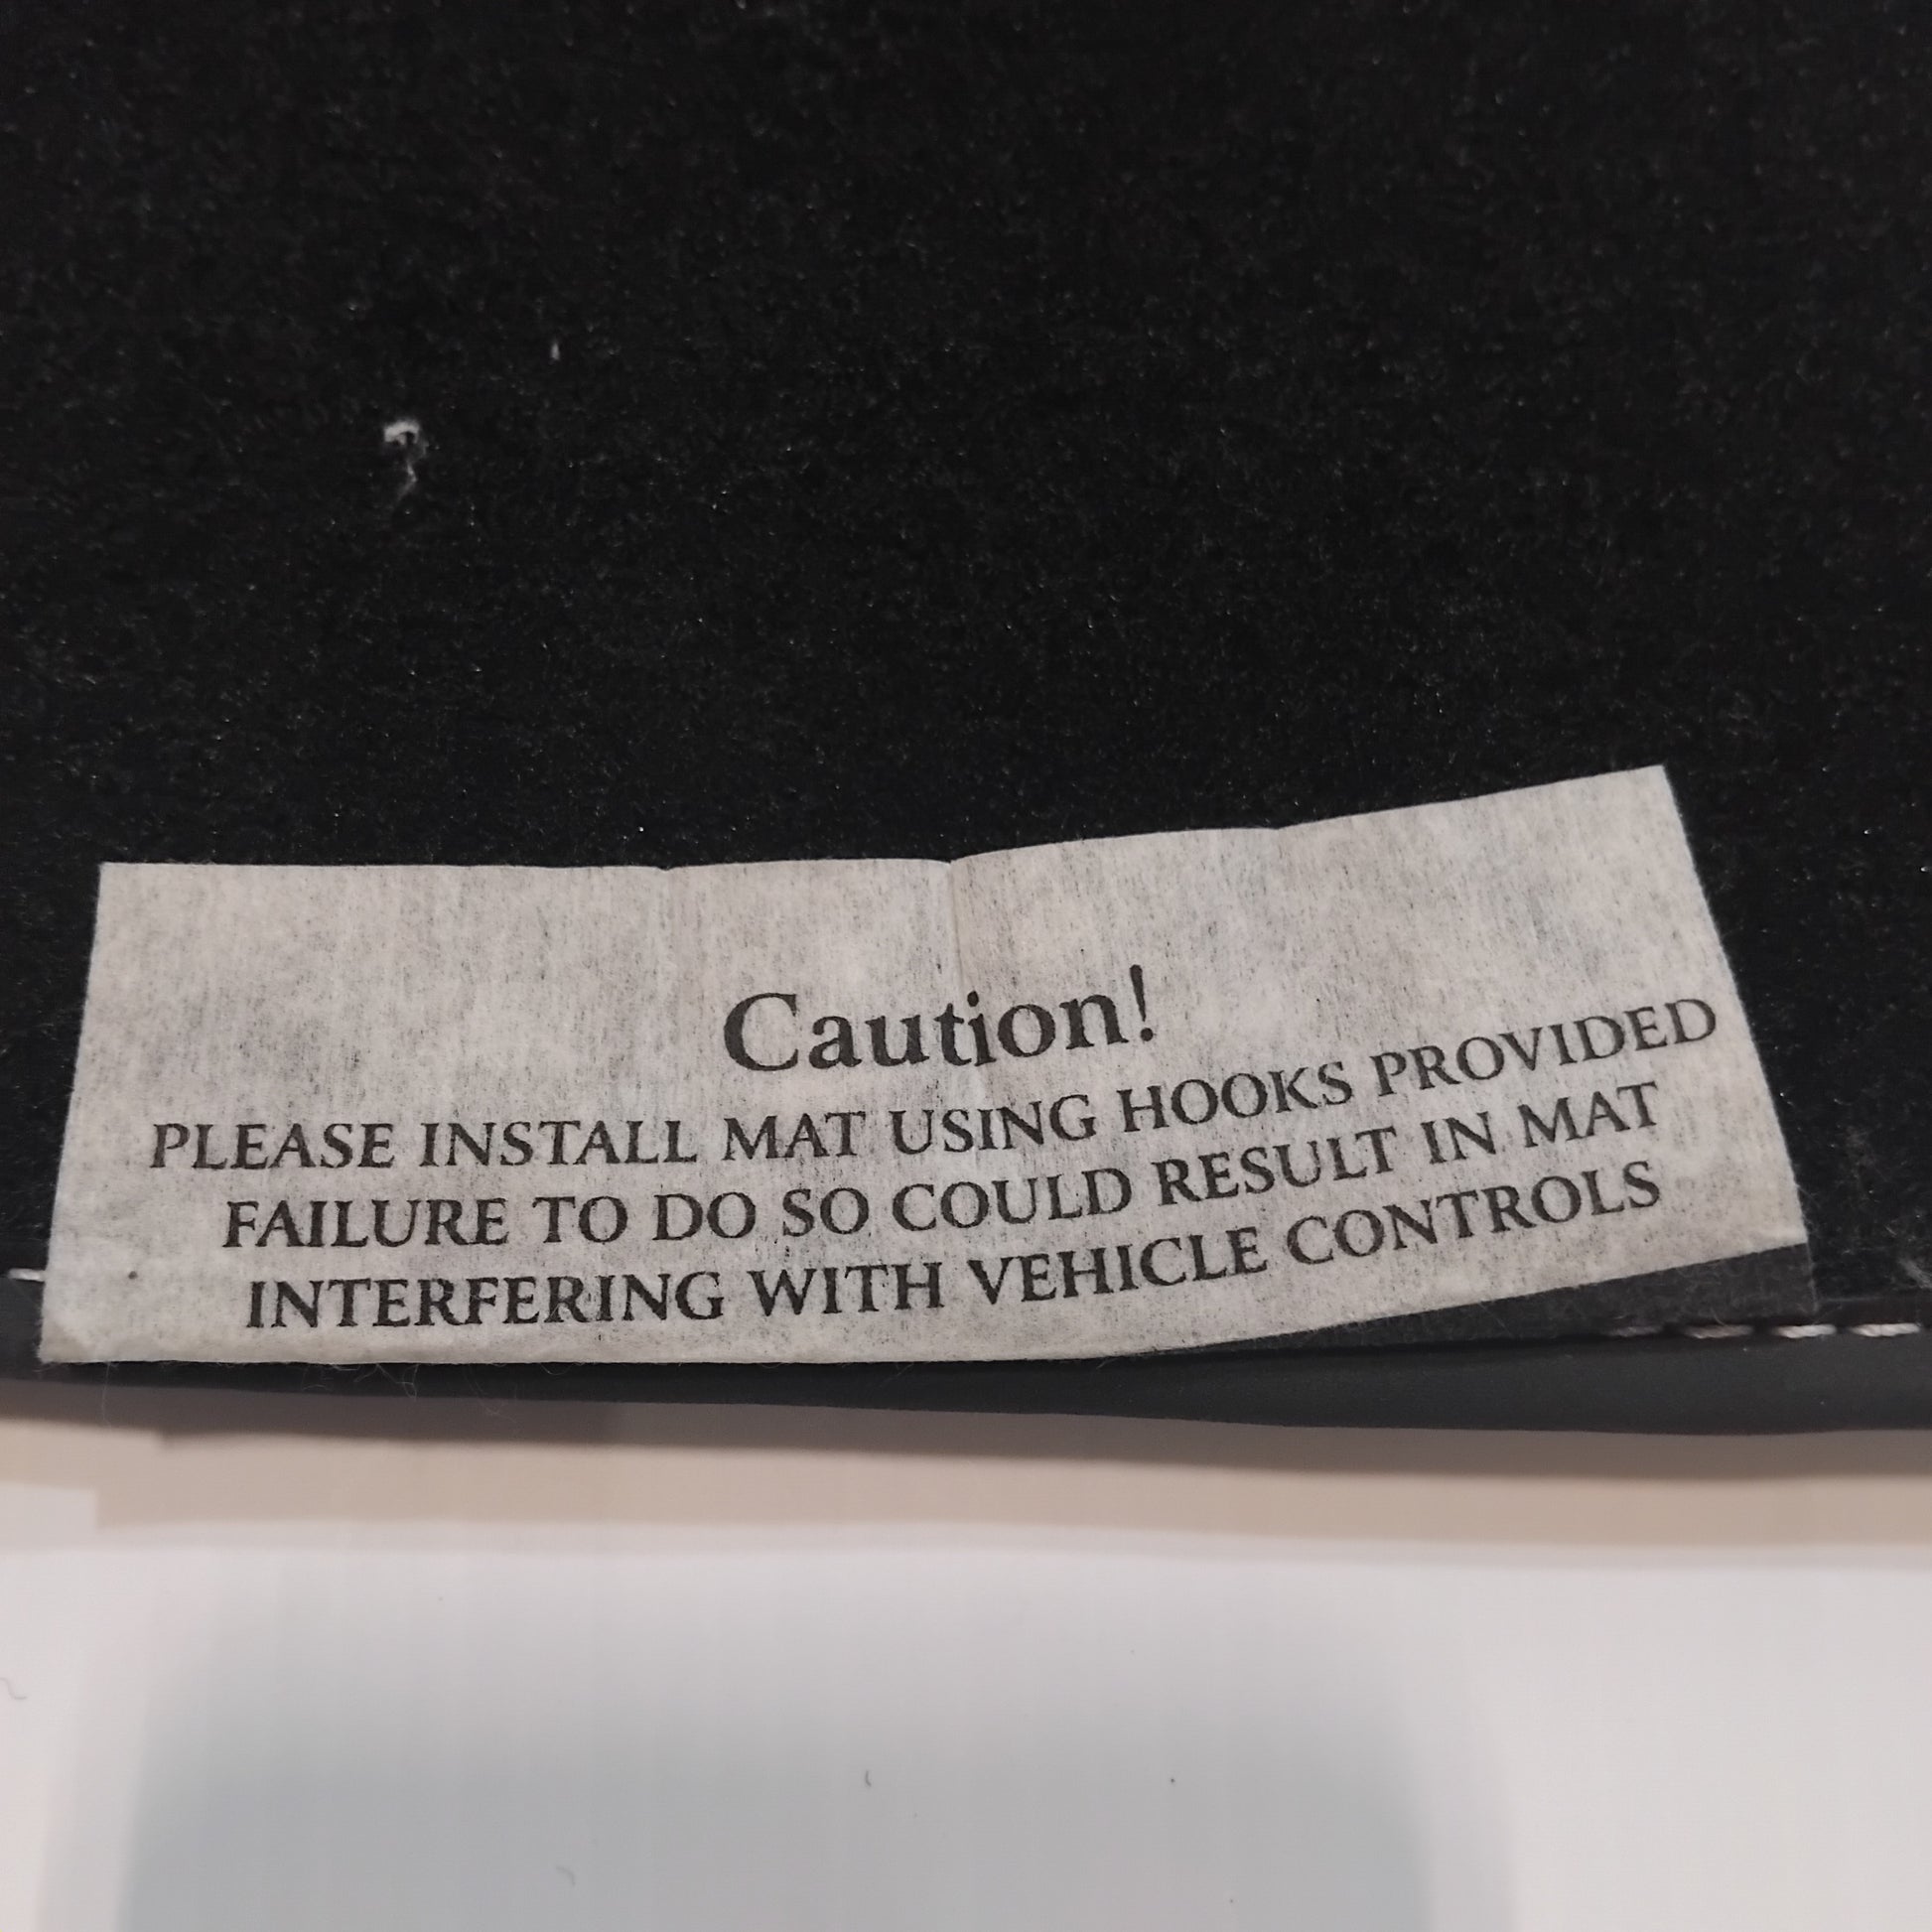 Caution!
PLEASE INSTALL MAT USING HOOKS PROVIDED
FAILURE TO DO SO COULD RESULT IN MAT
INTERFERING WITH VEHICLE CONTROLS